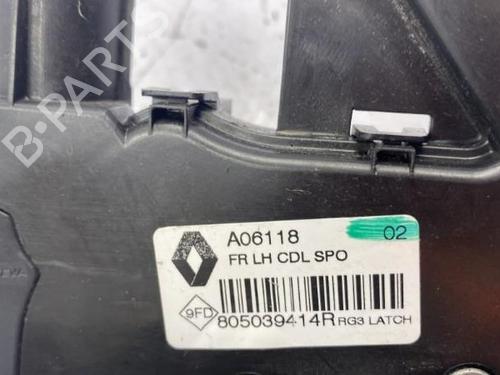 B-PARTS
A06118 02
FR LH CDL SPO
9FD 805039414R RG3 LATCH